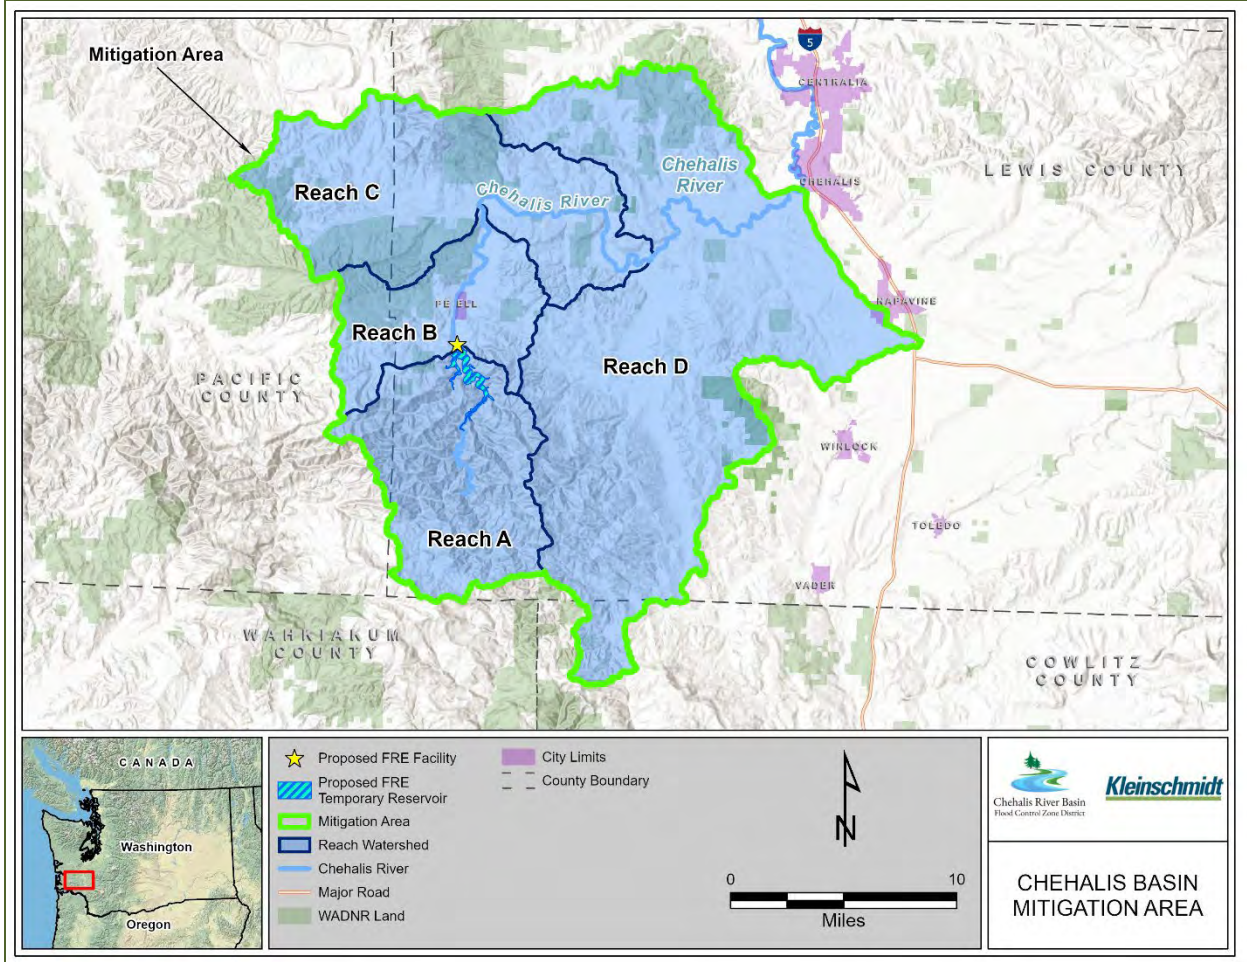 Mitigation Area
5
CENTRALIA
Chehalis
River
LEWIS COUNTY
CHEHALIS
Reach C
Chehalis River
NAPAVINE
PE ELL
Reach B
Reach D
PACIFIC
COUNTY
WINLOCK
Reach A
TOLEDO
VADER
WAHKIAKUM
COUNTY
COWLITZ
COUNTY
CANADA
Washington
Oregon
Proposed FRE Facility
Proposed FRE
Temporary Reservoir
Mitigation Area
Reach Watershed
Chehalis River
Major Road
WADNR Land
City Limits
County Boundary
N
0 10
Miles
Chehalis River Basin
Flood Control Zone District
Kleinschmidt
CHEHALIS BASIN
MITIGATION AREA